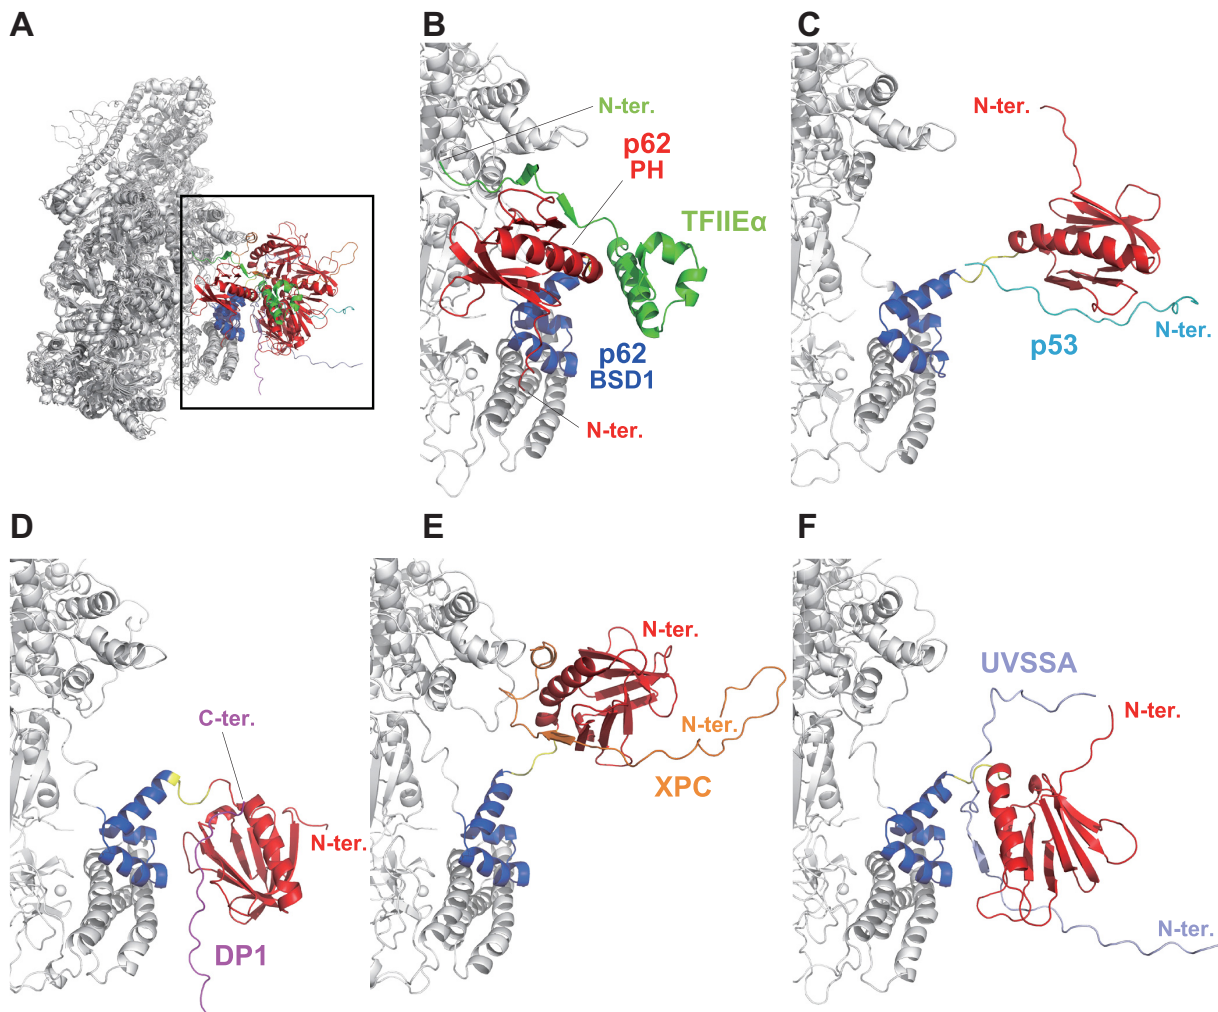 A
B
C
N-ter.
p62
PH
TFIIEα
p62
BSD1
N-ter.
N-ter.
p53
N-ter.
D
E
F
C-ter.
N-ter.
DP1
N-ter.
N-ter.
XPC
UVSSA
N-ter.
N-ter.